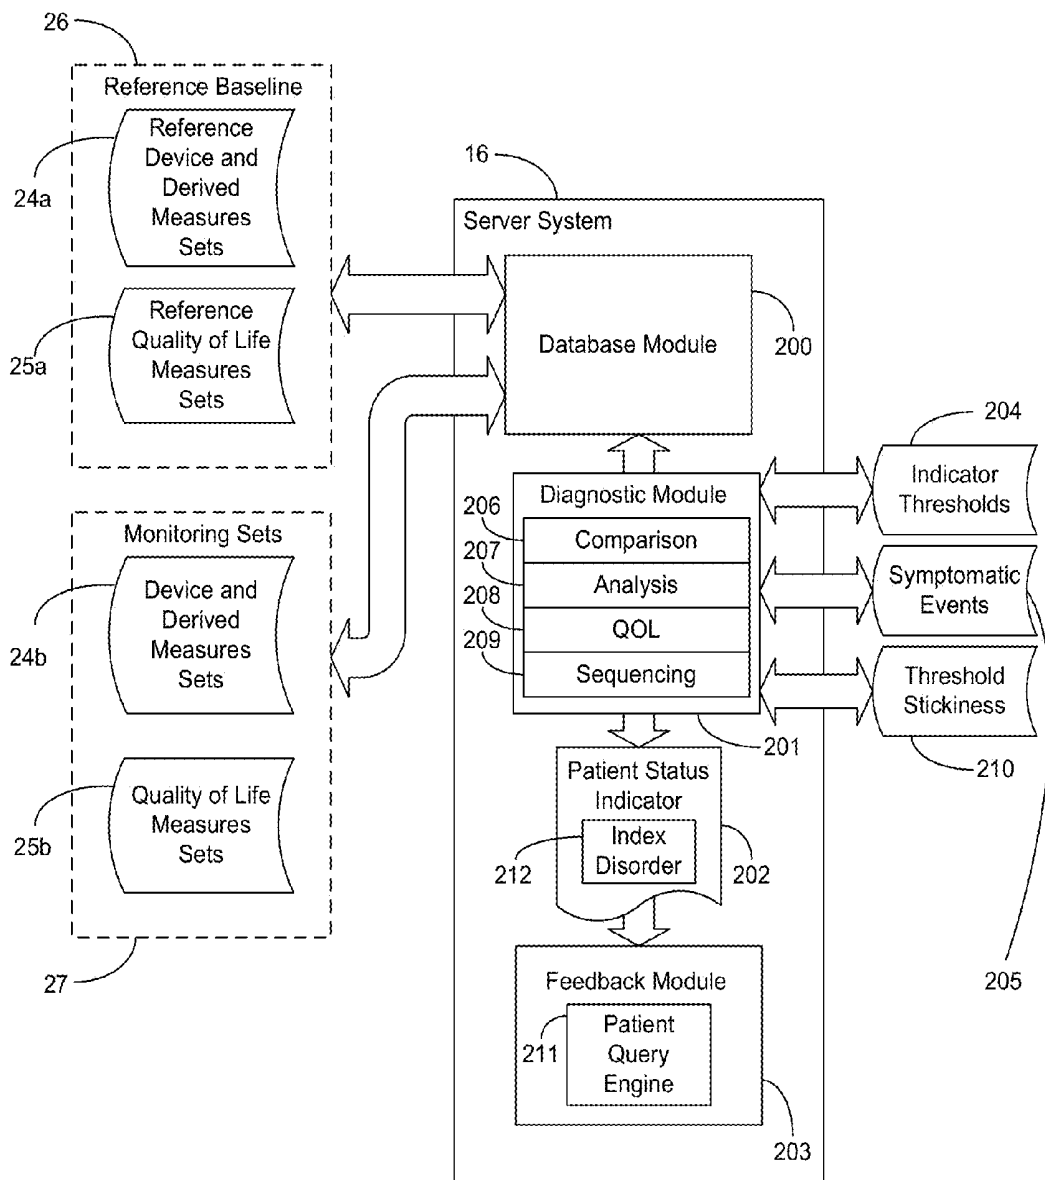 26
Reference Baseline
Reference
Device and
Derived
Measures
Sets
24a
Reference
Quality of Life
Measures
Sets
25a
Monitoring Sets
Device and
Derived
Measures
Sets
24b
Quality of Life
Measures
Sets
25b
27
16
Server System
Database Module
200
Diagnostic Module
206
Comparison
207
Analysis
208
QOL
209
Sequencing
201
204
Indicator
Thresholds
Symptomatic
Events
Threshold
Stickiness
210
205
Patient Status
Indicator
Index
Disorder
212
202
Feedback Module
Patient
Query
Engine
211
203